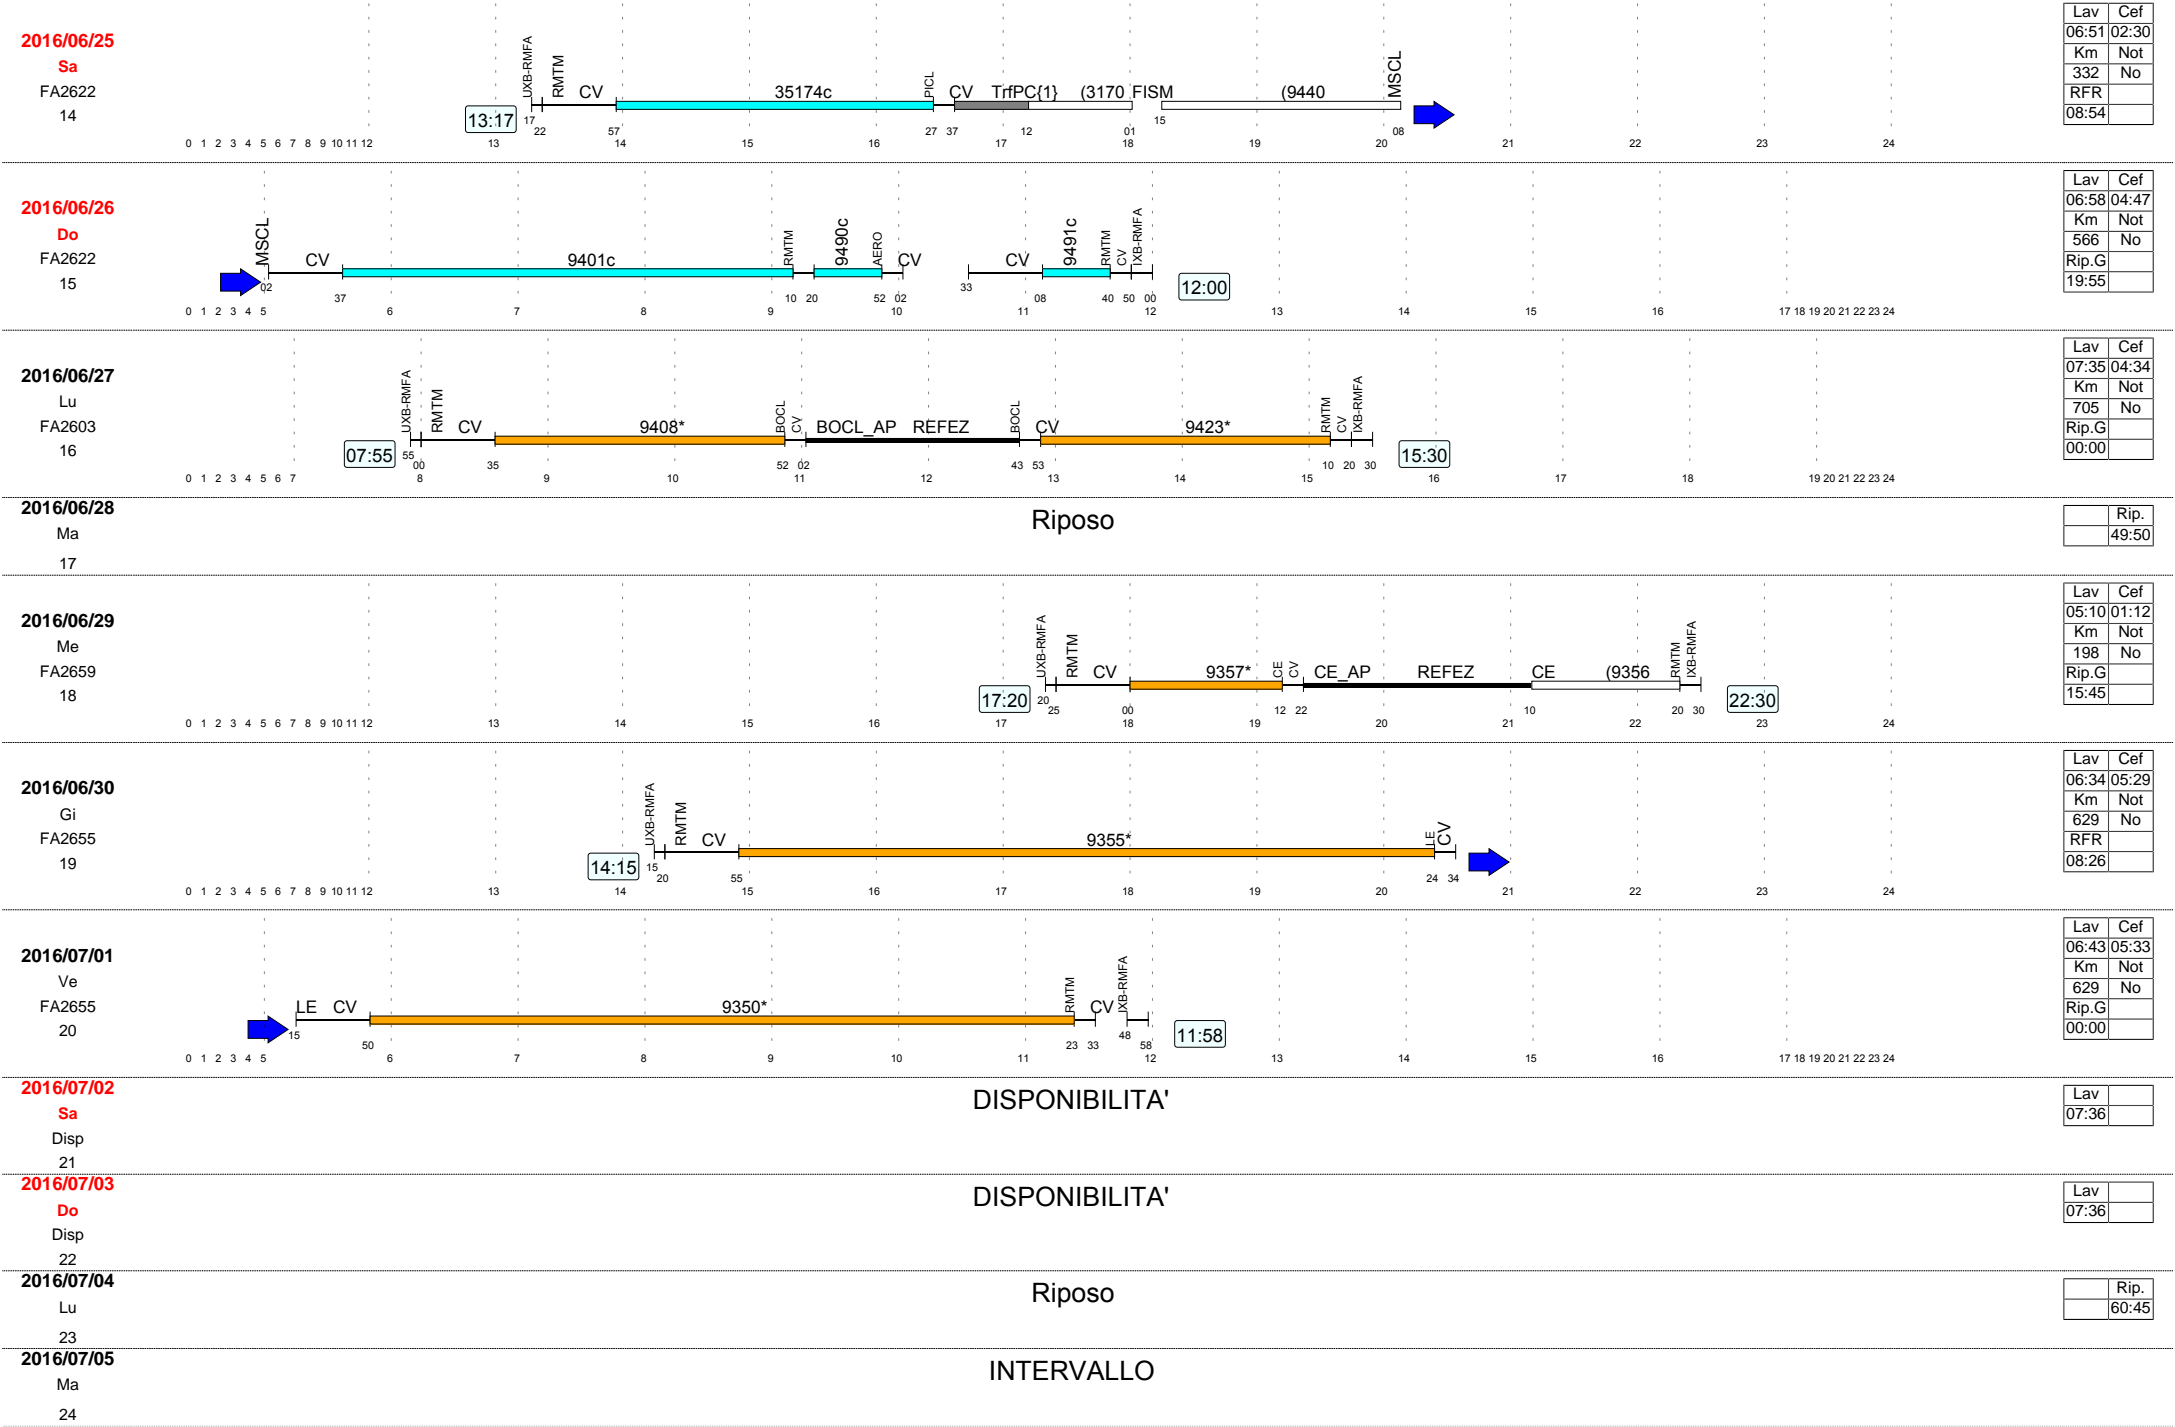 2016/06/25
Sa
FA2622
14
13:17
UXB-RMFA RMTM CV 35174c PICL CV TrfPC{1} (3170 FISM (9440 MSCL
17 22 57 27 37 12 01 15 08
0 1 2 3 4 5 6 7 8 9 10 11 12 13 14 15 16 17 18 19 20 21 22 23 24
Lav Cef
06:51 02:30
Km Not
332 No
RFR
08:54
2016/06/26
Do
FA2622
15
MSCL CV 9401c RMTM 9490c AERO CV CV 9491c RMTM CV IXB-RMFA
02 37 10 20 52 02 33 08 40 50 00
12:00
0 1 2 3 4 5 6 7 8 9 10 11 12 13 14 15 16 17 18 19 20 21 22 23 24
Lav Cef
06:58 04:47
Km Not
566 No
Rip.G
19:55
2016/06/27
Lu
FA2603
16
07:55
UXB-RMFA RMTM CV 9408* BOCL CV BOCL_AP REFEZ BOCL CV 9423* RMTM CV IXB-RMFA
55 00 35 52 02 43 53 10 20 30
15:30
0 1 2 3 4 5 6 7 8 9 10 11 12 13 14 15 16 17 18 19 20 21 22 23 24
Lav Cef
07:35 04:34
Km Not
705 No
Rip.G
00:00
2016/06/28
Ma
17
Riposo
Rip.
49:50
2016/06/29
Me
FA2659
18
17:20
UXB-RMFA RMTM CV 9357* CE CV CE_AP REFEZ CE (9356 RMTM IXB-RMFA
20 25 00 12 22 10 20 30
22:30
0 1 2 3 4 5 6 7 8 9 10 11 12 13 14 15 16 17 18 19 20 21 22 23 24
Lav Cef
05:10 01:12
Km Not
198 No
Rip.G
15:45
2016/06/30
Gi
FA2655
19
14:15
UXB-RMFA RMTM CV 9355* LE CV
15 20 55 24 34
0 1 2 3 4 5 6 7 8 9 10 11 12 13 14 15 16 17 18 19 20 21 22 23 24
Lav Cef
06:34 05:29
Km Not
629 No
RFR
08:26
2016/07/01
Ve
FA2655
20
LE CV 9350* RMTM CV IXB-RMFA
15 50 23 33 48 58
11:58
0 1 2 3 4 5 6 7 8 9 10 11 12 13 14 15 16 17 18 19 20 21 22 23 24
Lav Cef
06:43 05:33
Km Not
629 No
Rip.G
00:00
2016/07/02
Sa
Disp
21
DISPONIBILITA'
Lav
07:36
2016/07/03
Do
Disp
22
DISPONIBILITA'
Lav
07:36
2016/07/04
Lu
23
Riposo
Rip.
60:45
2016/07/05
Ma
24
INTERVALLO